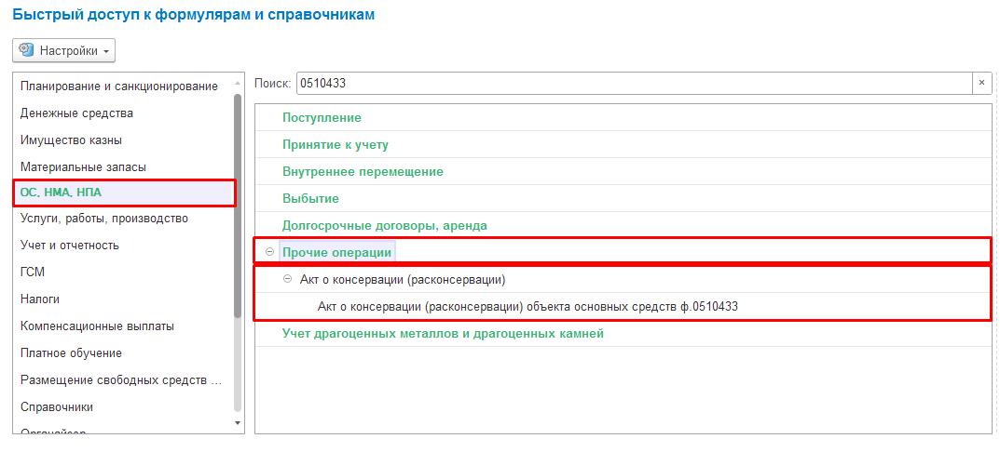 Быстрый доступ к формулярам и справочникам
Настройки
Планирование и санкционирование
Денежные средства
Имущество казны
Материальные запасы
ОС, НМА, НПА
Услуги, работы, производство
Учет и отчетность
ГСМ
Налоги
Компенсационные выплаты
Платное обучение
Размещение свободных средств ...
Справочники
Органайзер
Поиск: 0510433 ×
Поступление
Принятие к учету
Внутреннее перемещение
Выбытие
Долгосрочные договоры, аренда
Прочие операции
Акт о консервации (расконсервации)
Акт о консервации (расконсервации) объекта основных средств ф.0510433
Учет драгоценных металлов и драгоценных камней